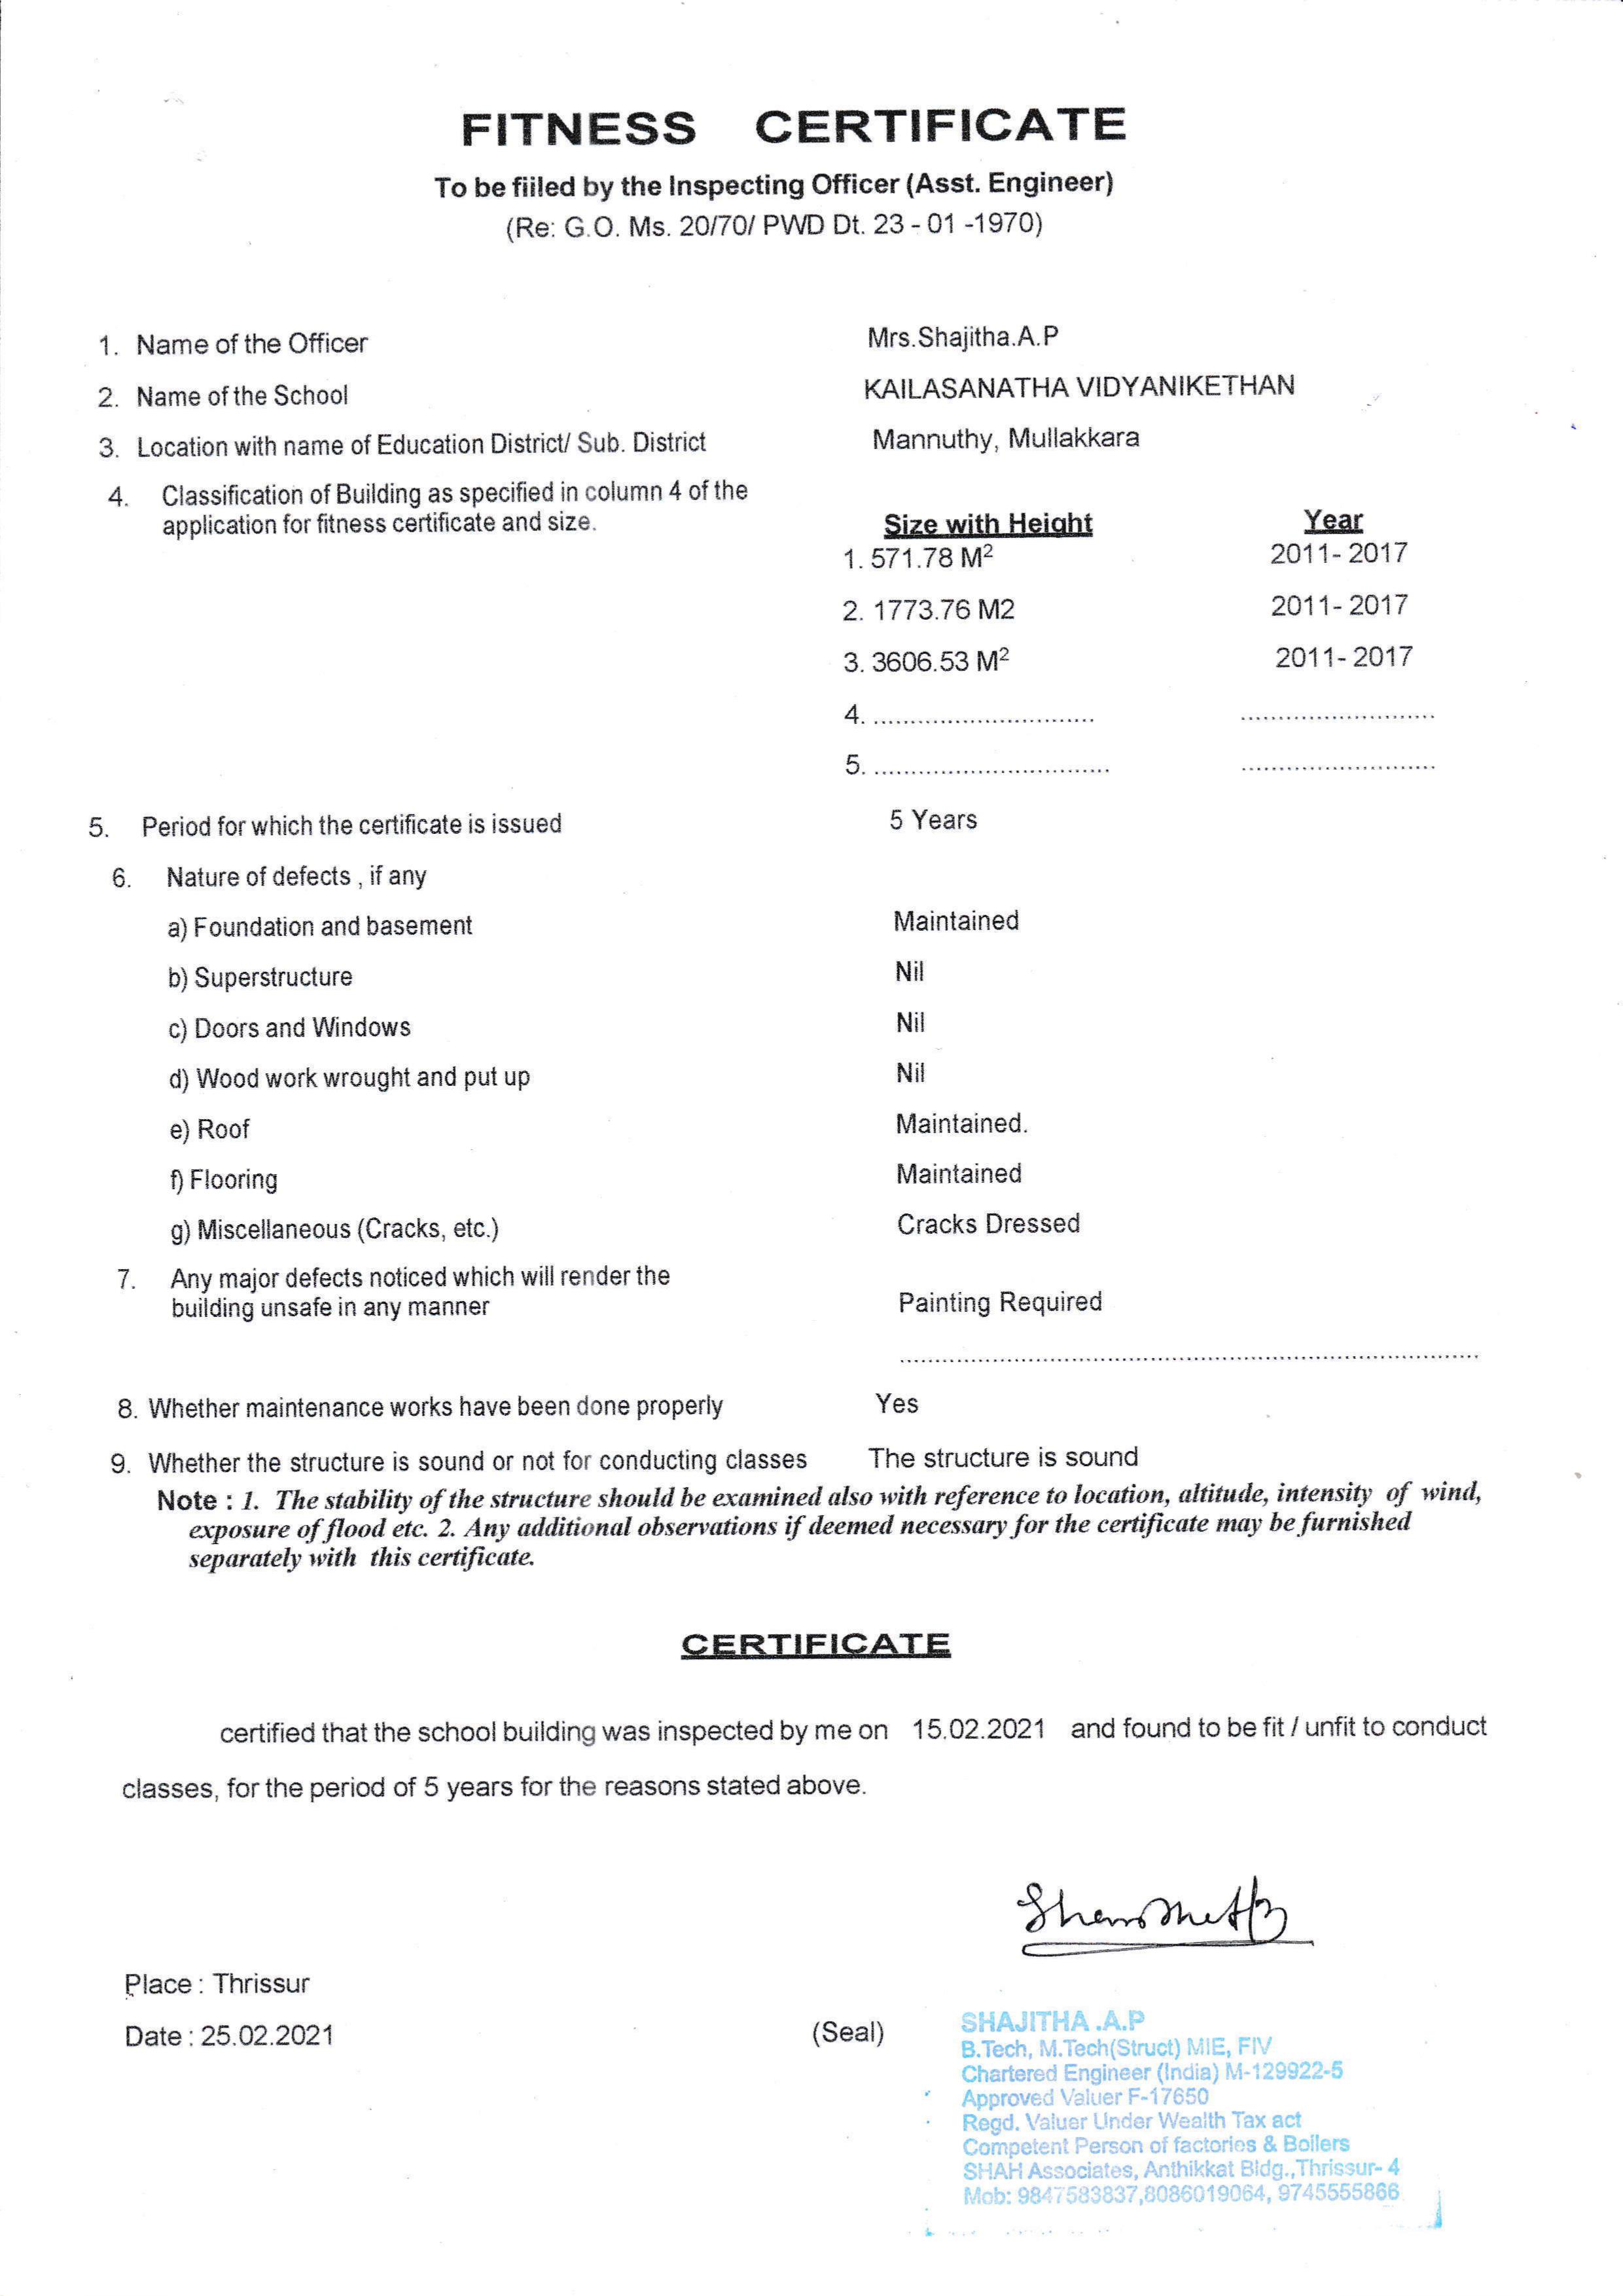 FITNESS CERTIFICATE
To be fiiled by the Inspecting Officer (Asst. Engineer)
(Re: G.O. Ms. 20/70/ PWD Dt. 23 - 01 -1970)
1. Name of the Officer Mrs.Shajitha.A.P
2. Name of the School KAILASANATHA VIDYANIKETHAN
3. Location with name of Education District/ Sub. District Mannuthy, Mullakkara
4. Classification of Building as specified in column 4 of the
application for fitness certificate and size.
Size with Height Year
1. 571.78 M² 2011- 2017
2. 1773.76 M2 2011- 2017
3. 3606.53 M² 2011- 2017
4. .............................. ..........................
5. ................................ ..........................
5. Period for which the certificate is issued 5 Years
6. Nature of defects , if any
a) Foundation and basement Maintained
b) Superstructure Nil
c) Doors and Windows Nil
d) Wood work wrought and put up Nil
e) Roof Maintained.
f) Flooring Maintained
g) Miscellaneous (Cracks, etc.) Cracks Dressed
7. Any major defects noticed which will render the
building unsafe in any manner Painting Required
................................................................................
8. Whether maintenance works have been done properly Yes
9. Whether the structure is sound or not for conducting classes The structure is sound
Note : 1. The stability of the structure should be examined also with reference to location, altitude, intensity of wind,
exposure of flood etc. 2. Any additional observations if deemed necessary for the certificate may be furnished
separately with this certificate.
CERTIFICATE
certified that the school building was inspected by me on 15.02.2021 and found to be fit / unfit to conduct
classes, for the period of 5 years for the reasons stated above.
Place : Thrissur
Date : 25.02.2021
(Seal)
SHAJITHA .A.P
B.Tech, M.Tech(Struct) MIE, FIV
Chartered Engineer (India) M-129922-5
Approved Valuer F-17650
Regd. Valuer Under Wealth Tax act
Competent Person of factories & Boilers
SHAH Associates, Anthikkat Bldg.,Thrissur- 4
Mob: 9847583837,8086019064, 9745555866